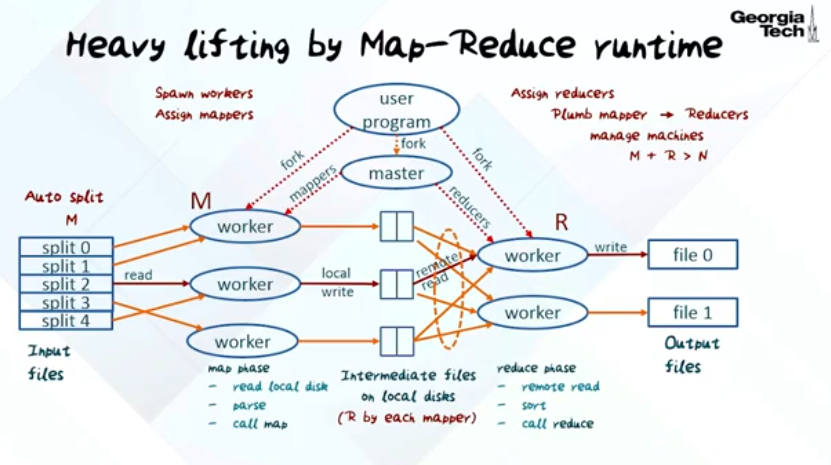 Georgia
Tech
Heavy lifting by Map-Reduce runtime
Spawn workers
Assign mappers
user
program
Assign reducers
Plumb mapper → Reducers
manage machines
M + R > N
fork
fork
fork
master
mappers
reducers
Auto split
M
M
R
split 0
split 1
split 2
split 3
split 4
read
worker
worker
worker
local
write
remote
read
worker
worker
write
file 0
file 1
Input
files
map phase
- read local disk
- parse
- call map
Intermediate files
on local disks
(R by each mapper)
reduce phase
- remote read
- sort
- call reduce
Output
files